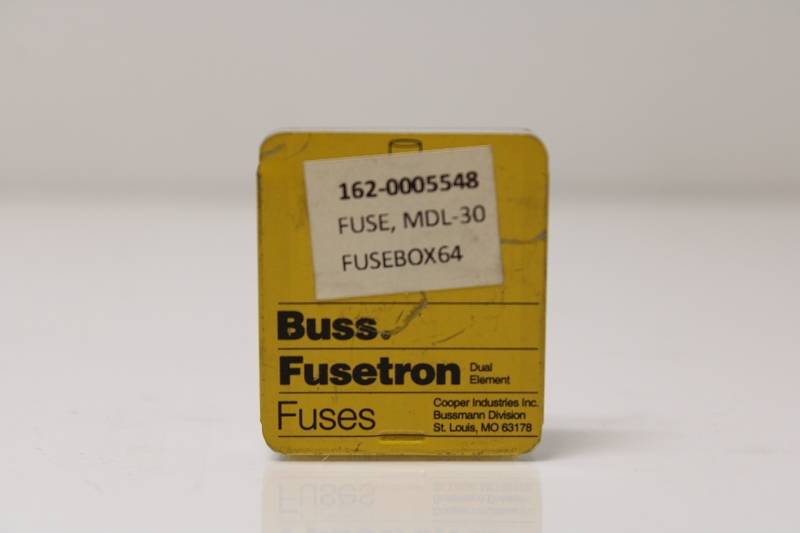 162-0005548
FUSE, MDL-30
FUSEBOX64
Buss.
Fusetron Dual Element
Fuses
Cooper Industries Inc.
Bussmann Division
St. Louis, MO 63178